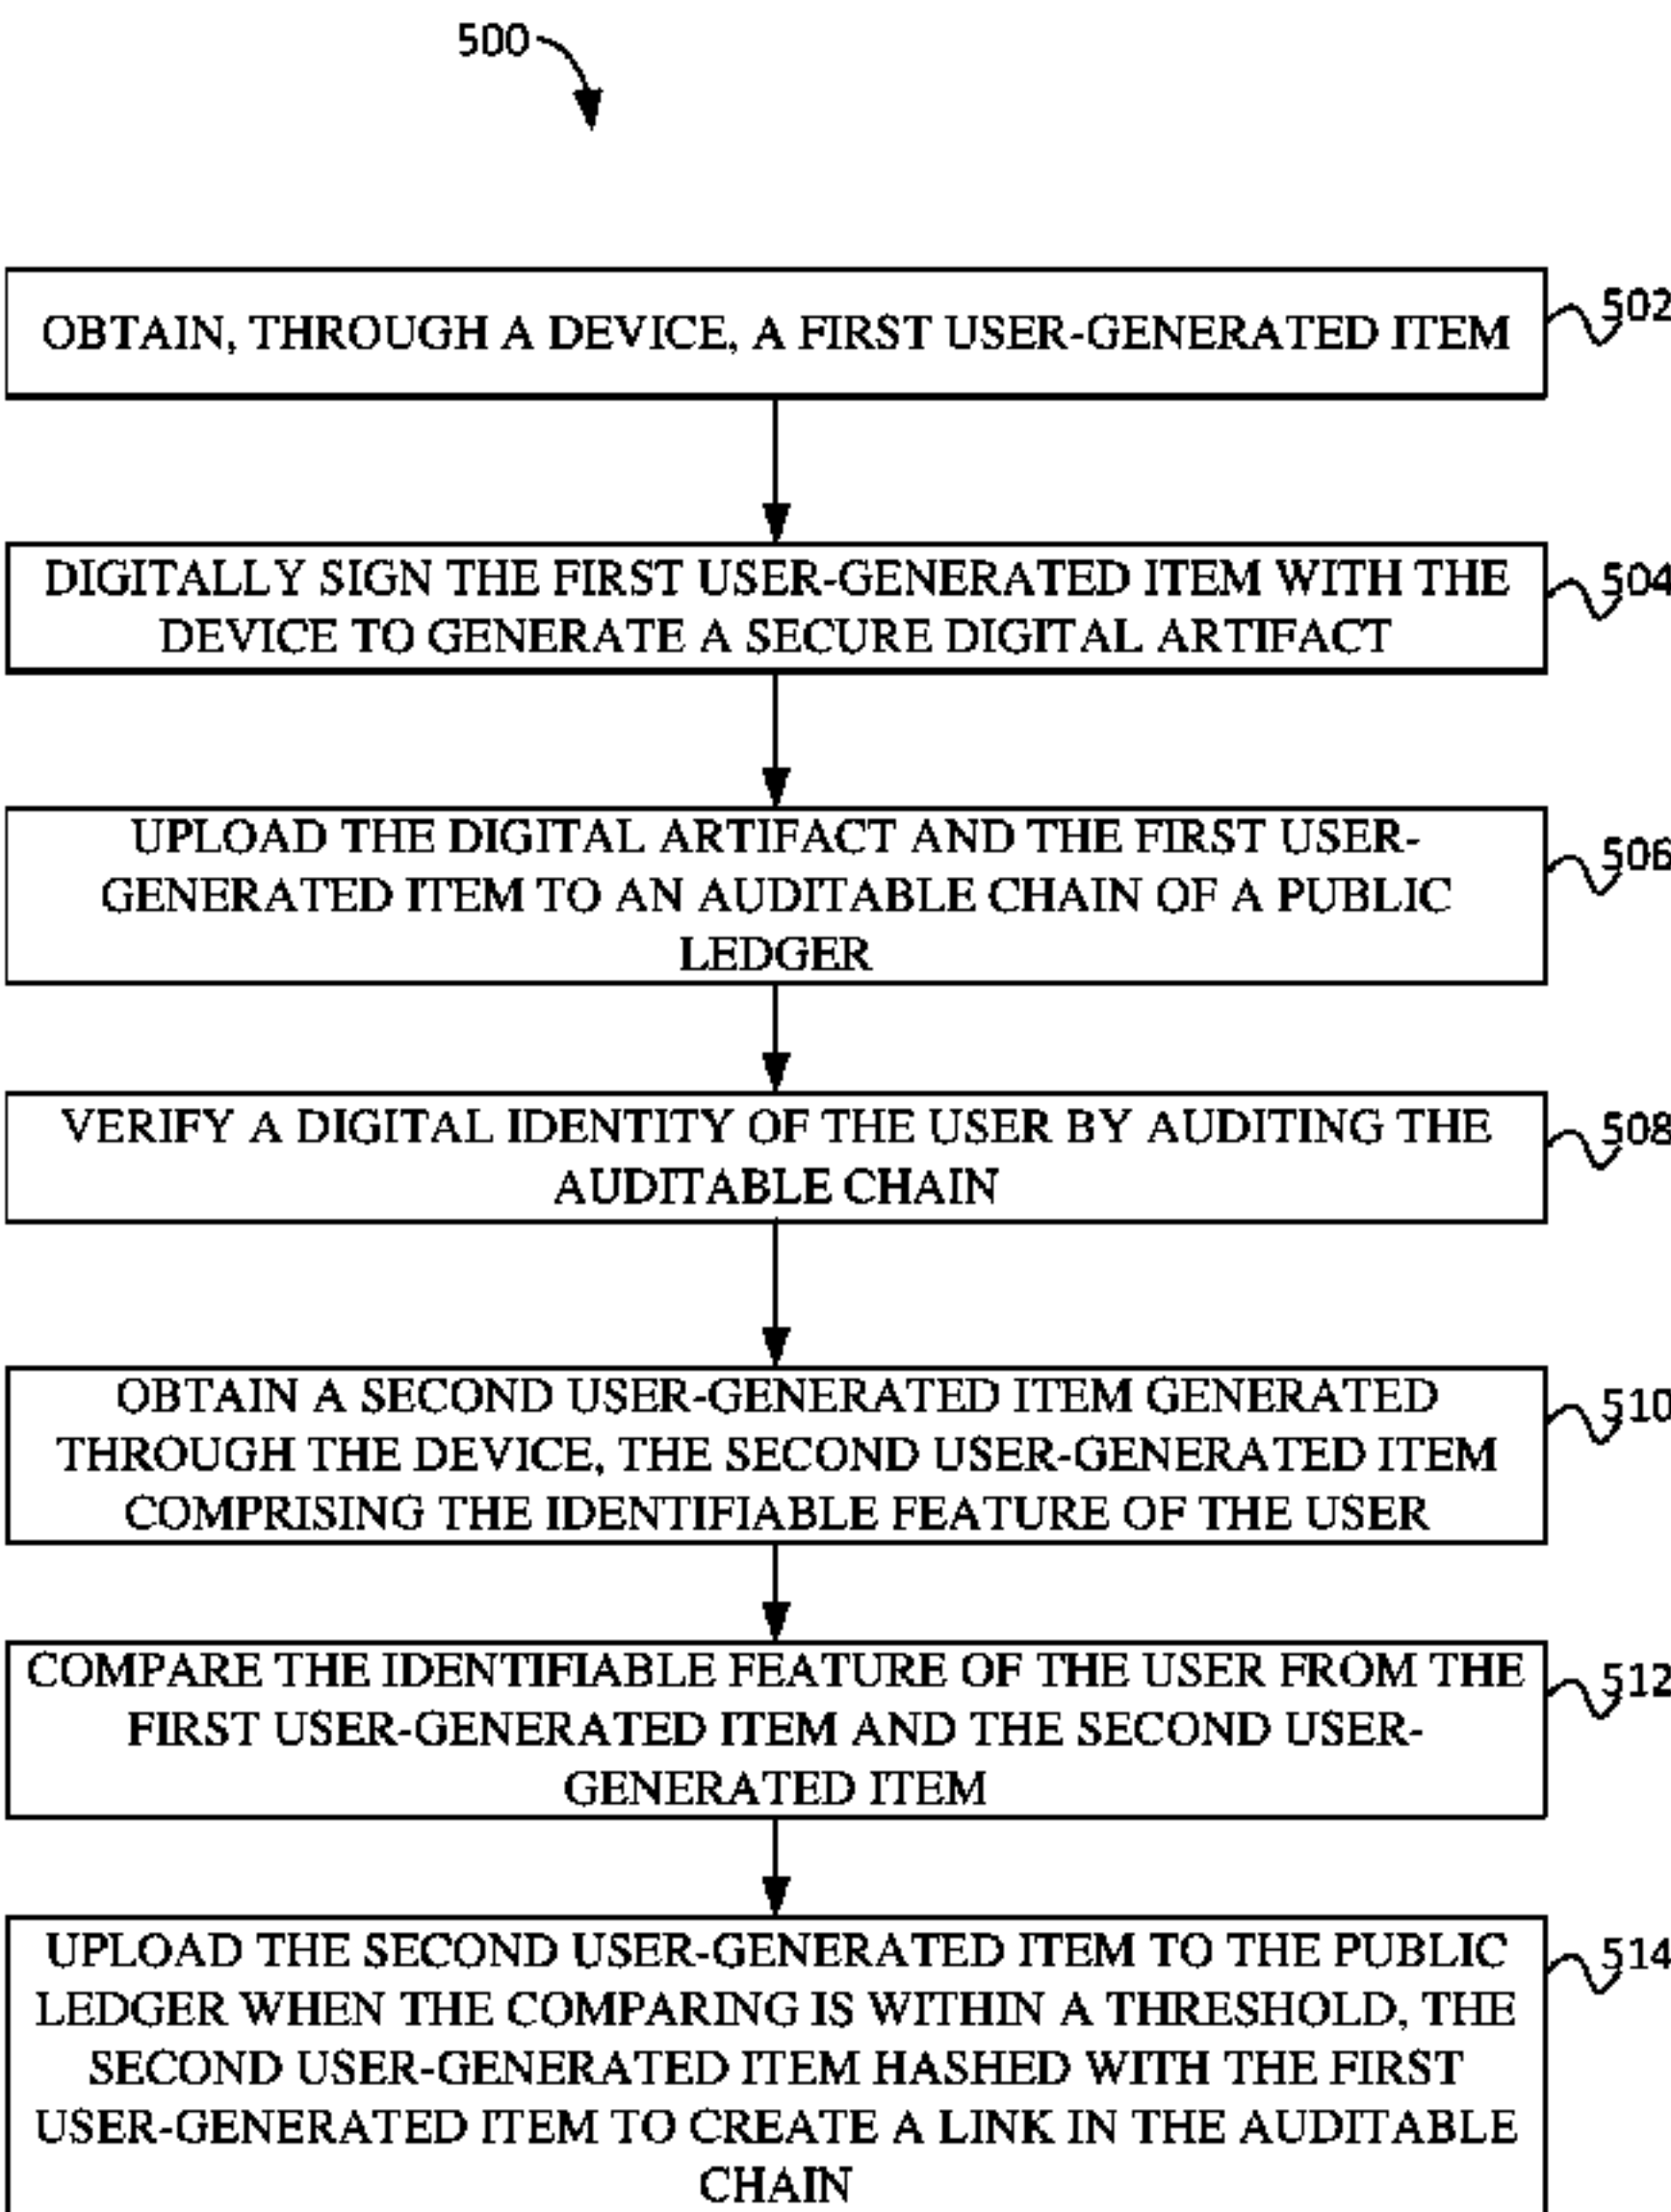 500
OBTAIN, THROUGH A DEVICE, A FIRST USER-GENERATED ITEM
502
DIGITALLY SIGN THE FIRST USER-GENERATED ITEM WITH THE
DEVICE TO GENERATE A SECURE DIGITAL ARTIFACT
504
UPLOAD THE DIGITAL ARTIFACT AND THE FIRST USER-
GENERATED ITEM TO AN AUDITABLE CHAIN OF A PUBLIC
LEDGER
506
VERIFY A DIGITAL IDENTITY OF THE USER BY AUDITING THE
AUDITABLE CHAIN
508
OBTAIN A SECOND USER-GENERATED ITEM GENERATED
THROUGH THE DEVICE, THE SECOND USER-GENERATED ITEM
COMPRISING THE IDENTIFIABLE FEATURE OF THE USER
510
COMPARE THE IDENTIFIABLE FEATURE OF THE USER FROM THE
FIRST USER-GENERATED ITEM AND THE SECOND USER-
GENERATED ITEM
512
UPLOAD THE SECOND USER-GENERATED ITEM TO THE PUBLIC
LEDGER WHEN THE COMPARING IS WITHIN A THRESHOLD, THE
SECOND USER-GENERATED ITEM HASHED WITH THE FIRST
USER-GENERATED ITEM TO CREATE A LINK IN THE AUDITABLE
CHAIN
514